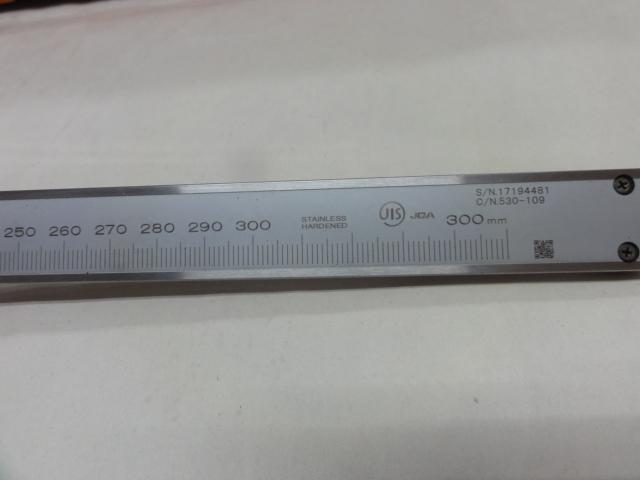 S/N.17194481
C/N.530-109
250 260 270 280 290 300
STAINLESS
HARDENED
JIS
JCA
300 mm